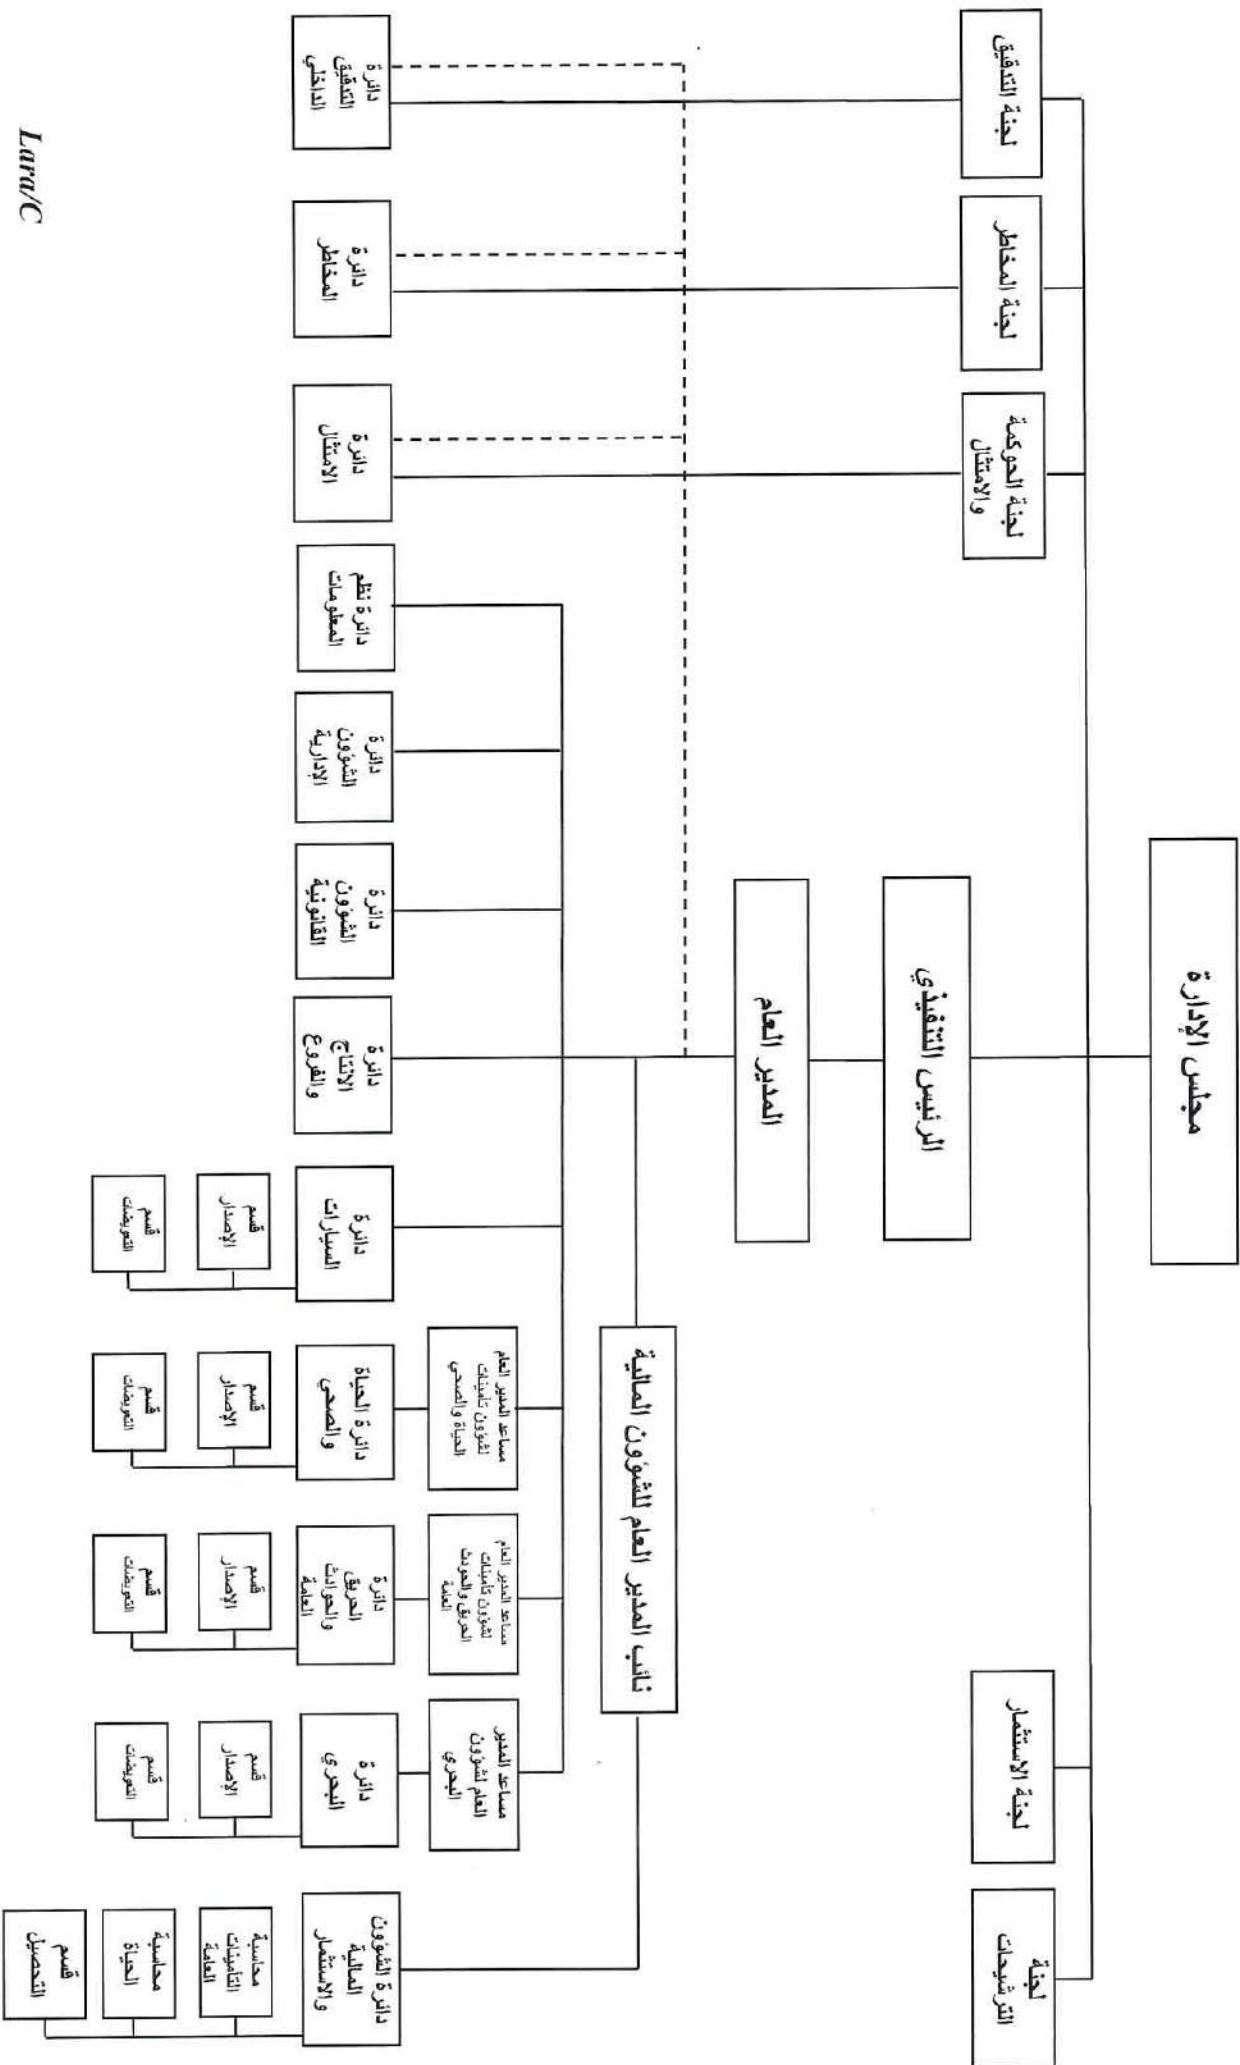 مجلس الإدارة
لجنة التدقيق
لجنة المخاطر
لجنة الحوكمة
والامتثال
لجنة الاستثمار
لجنة
الترشيحات
الرئيس التنفيذي
المدير العام
نائب المدير العام للشؤون المالية
مساعد المدير العام
لشؤون تأمينات
الحياة والصحي
مساعد المدير العام
لشؤون تأمينات
الحريق والحودث
العامة
مساعد المدير
العام لشؤون
البحري
دائرة
التدقيق
الداخلي
دائرة
المخاطر
دائرة
الامتثال
دائرة نظم
المعلومات
دائرة
الشؤون
الإدارية
دائرة
الشؤون
القانونية
دائرة
الانتاج
والفروع
دائرة
السيارات
دائرة الحياة
والصحي
دائرة
الحريق
والحوادث
العامة
دائرة
البحري
دائرة الشؤون
المالية
والاستثمار
قسم
الإصدار
قسم
الإصدار
قسم
الإصدار
قسم
الإصدار
محاسبة
التأمينات
العامة
قسم
التعويضات
قسم
التعويضات
قسم
التعويضات
قسم
التعويضات
محاسبة
الحياة
قسم
التحصيل
Lara/C